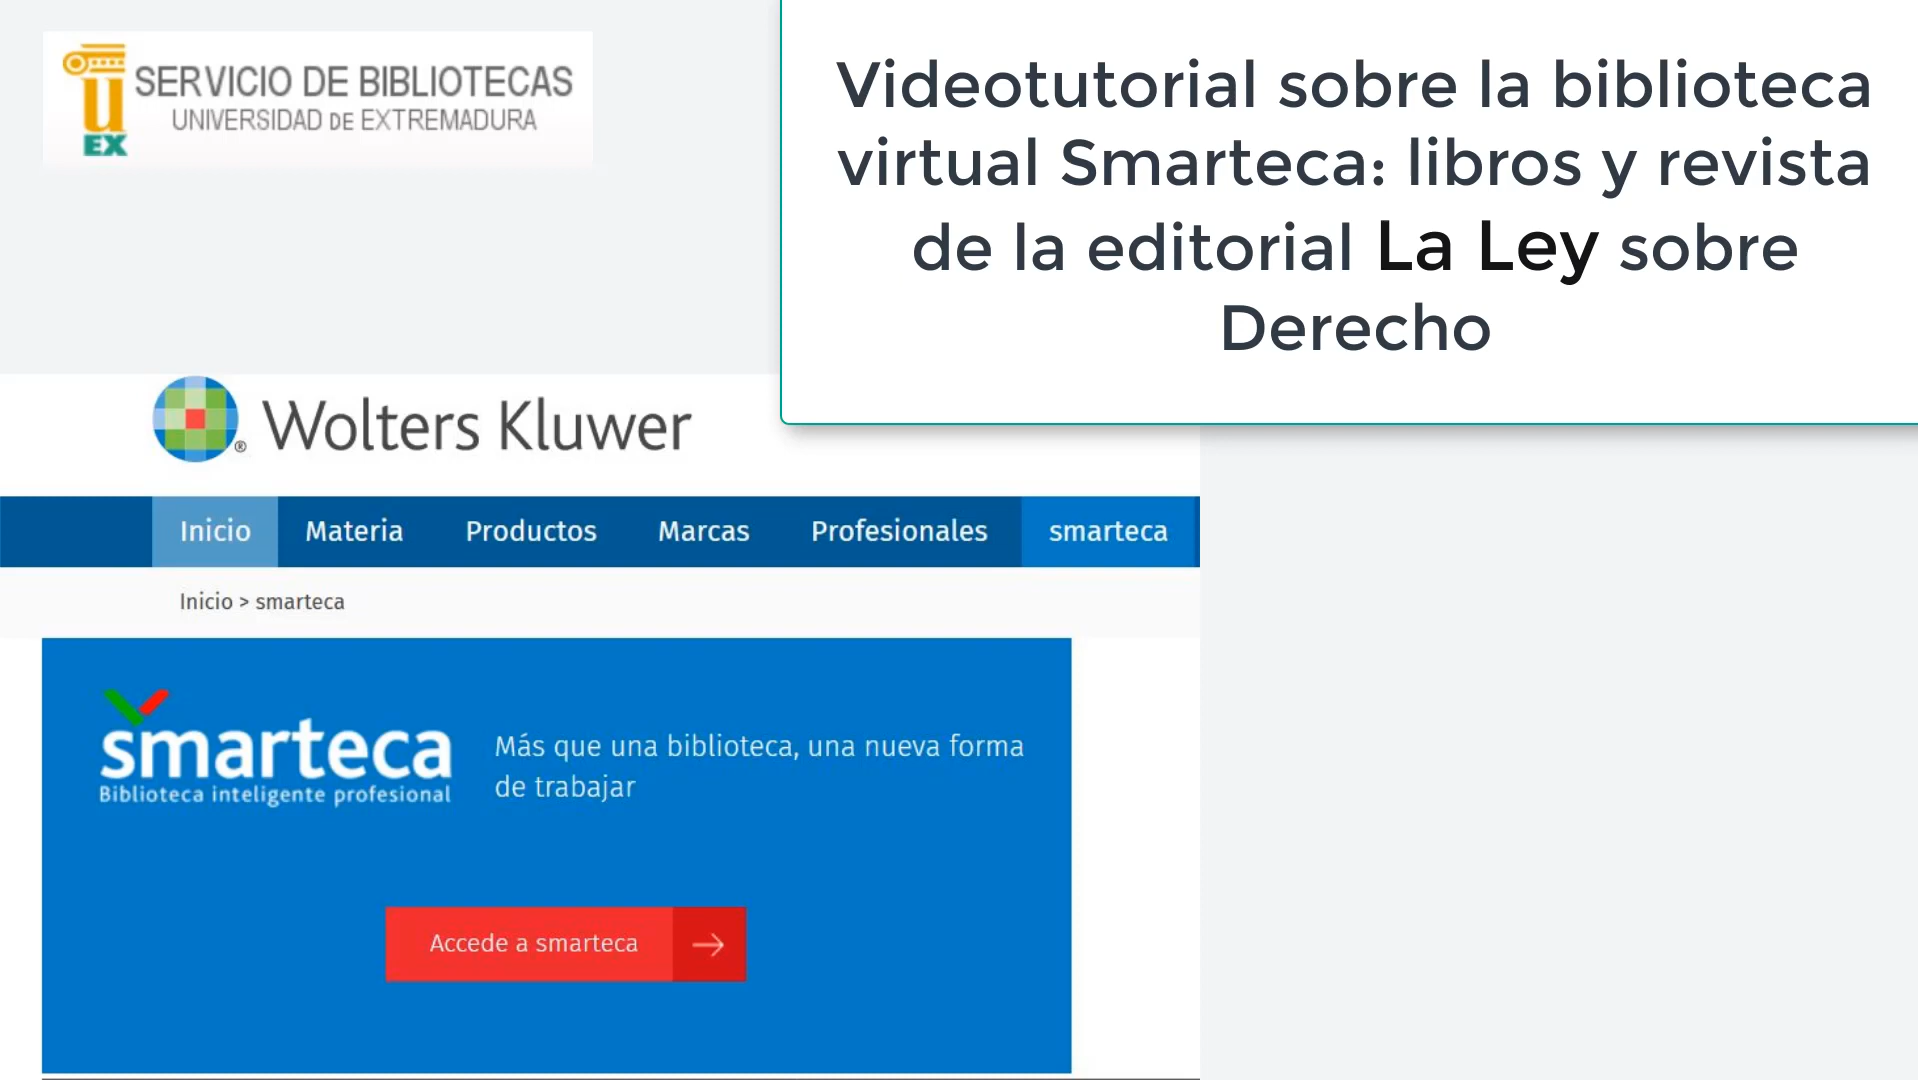 SERVICIO DE BIBLIOTECAS
UNIVERSIDAD DE EXTREMADURA
UEX
Videotutorial sobre la biblioteca
virtual Smarteca: libros y revista
de la editorial La Ley sobre
Derecho
Wolters Kluwer
Inicio Materia Productos Marcas Profesionales smarteca
Inicio > smarteca
smarteca
Biblioteca inteligente profesional
Más que una biblioteca, una nueva forma
de trabajar
Accede a smarteca